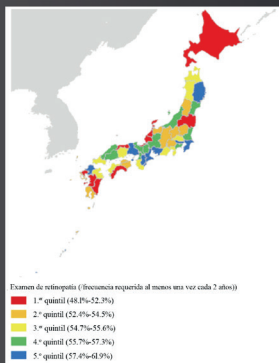 Examen de retinopatía (/frecuencia requerida al menos una vez cada 2 años))
1.er quintil (48.1%-52.3%)
2.º quintil (52.4%-54.5%)
3.er quintil (54.7%-55.6%)
4.º quintil (55.7%-57.3%)
5.º quintil (57.4%-61.9%)